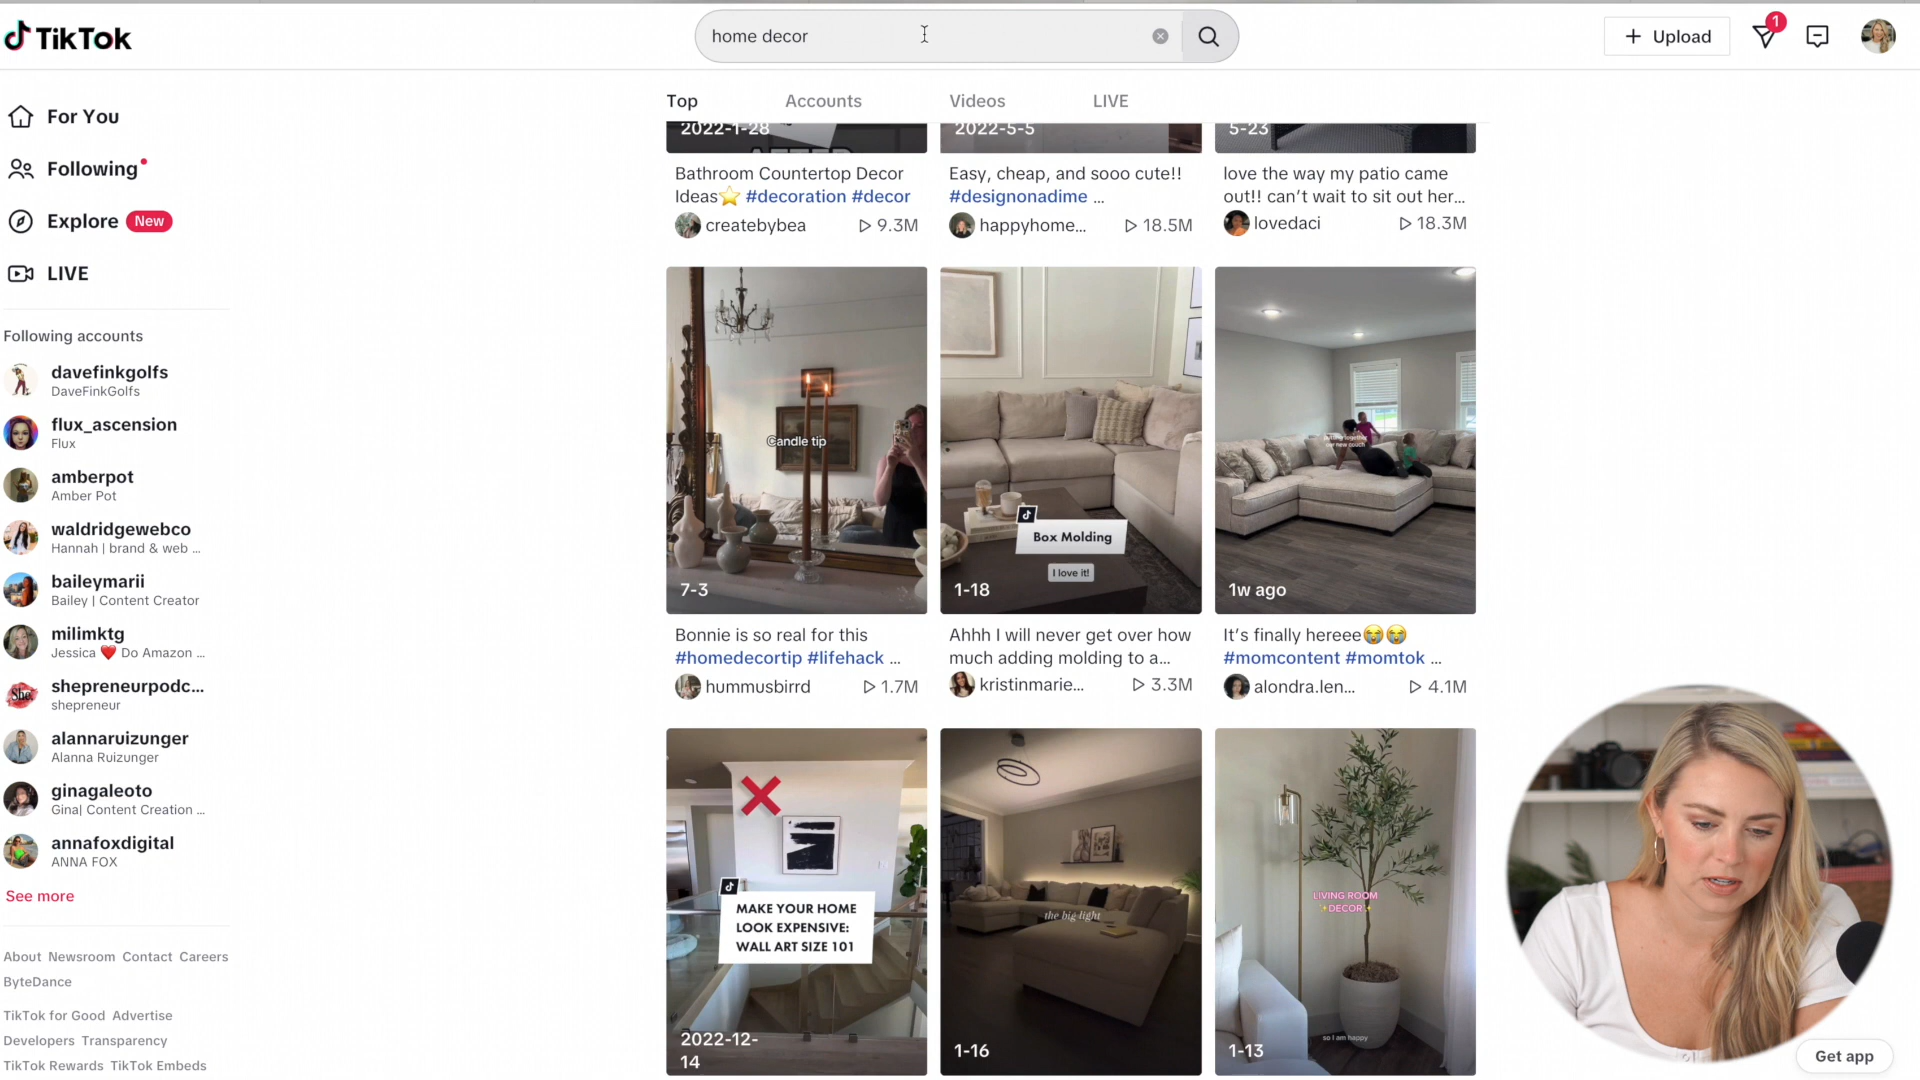 TikTok
home decor
Upload
1
For You
Following
Explore New
LIVE
Following accounts
davefinkgolfs
DaveFinkGolfs
flux_ascension
Flux
amberpot
Amber Pot
waldridgewebco
Hannah | brand & web ...
baileymarii
Bailey | Content Creator
milimktg
Jessica ❤️ Do Amazon ...
shepreneurpodc...
shepreneur
alannaruizunger
Alanna Ruizunger
ginagaleoto
Gina| Content Creation ...
annafoxdigital
ANNA FOX
See more
About Newsroom Contact Careers
ByteDance
TikTok for Good Advertise
Developers Transparency
TikTok Rewards TikTok Embeds
Top Accounts Videos LIVE
2022-1-28
Bathroom Countertop Decor
Ideas⭐ #decoration #decor
createbybea 9.3M
2022-5-5
Easy, cheap, and sooo cute!!
#designonadime ...
happyhome... 18.5M
5-23
love the way my patio came
out!! can’t wait to sit out her...
lovedaci 18.3M
Candle tip
7-3
Bonnie is so real for this
#homedecortip #lifehack ...
hummusbirrd 1.7M
Box Molding
I love it!
1-18
Ahhh I will never get over how
much adding molding to a...
kristinmarie... 3.3M
putting together
our new couch
1w ago
It’s finally hereee😭😭
#momcontent #momtok ...
alondra.len... 4.1M
MAKE YOUR HOME
LOOK EXPENSIVE:
WALL ART SIZE 101
2022-12-
14
the big light
1-16
LIVING ROOM
✨DECOR✨
so I am happy
1-13
She.
Get app